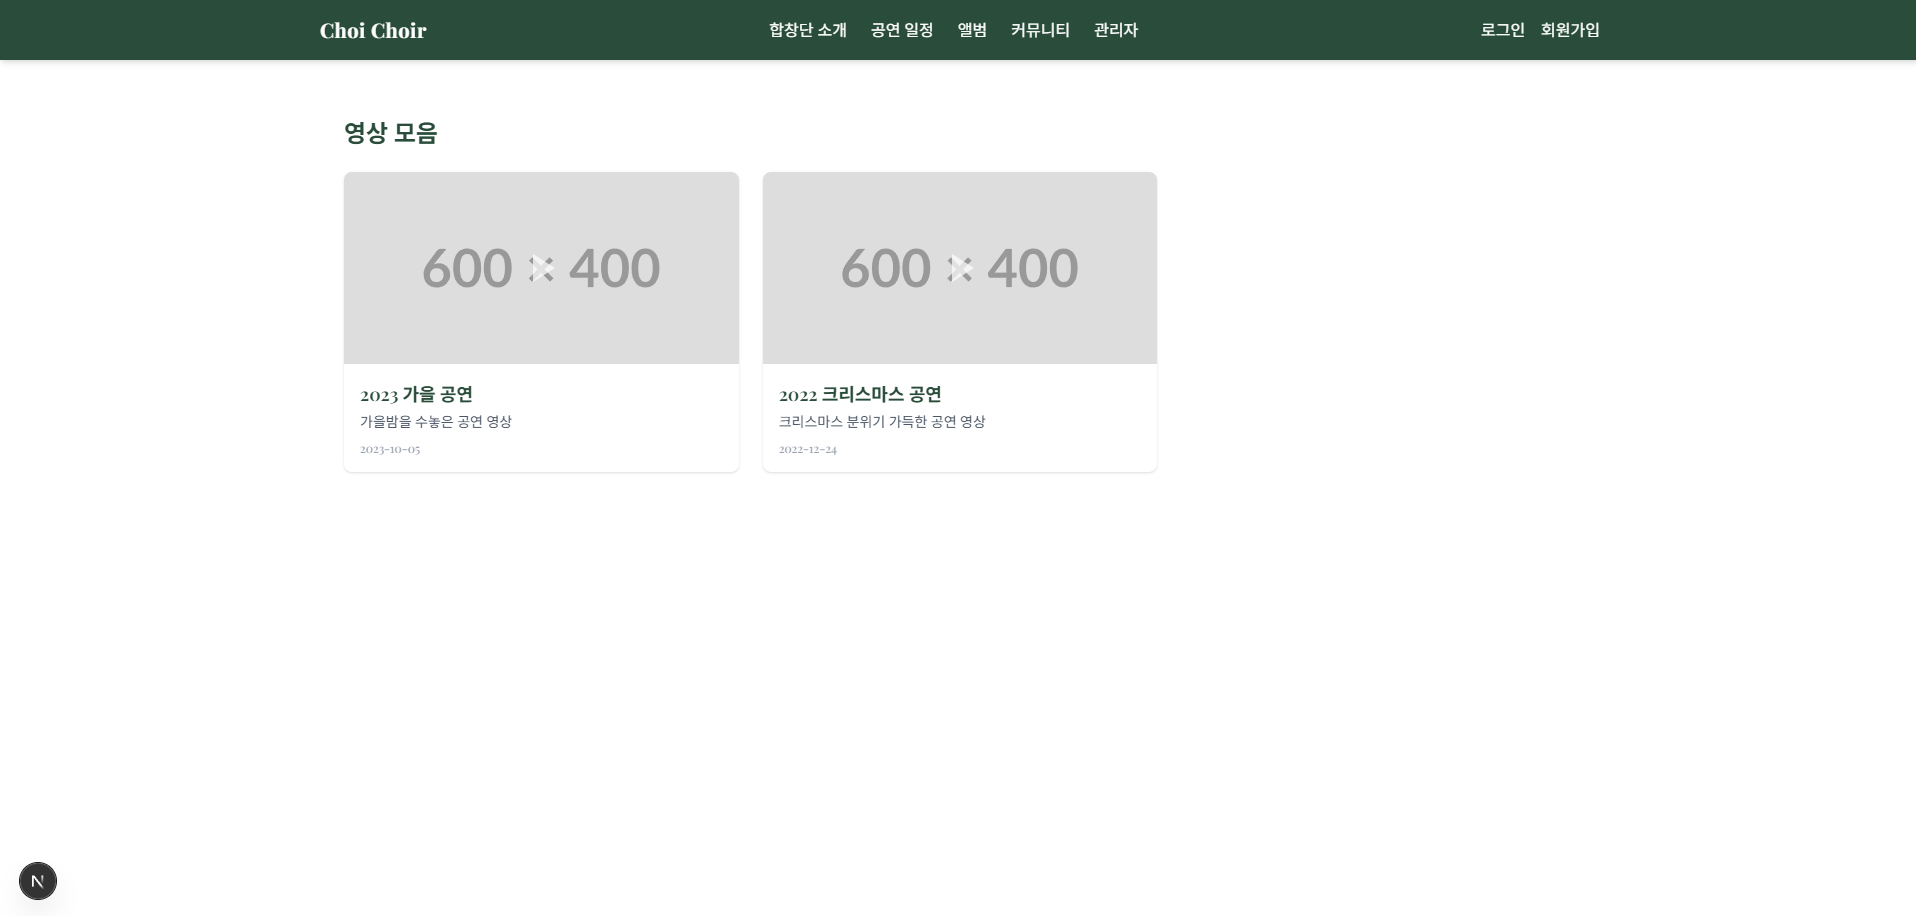 Choi Choir
합창단 소개 공연 일정 앨범 커뮤니티 관리자
로그인 회원가입
영상 모음
600 × 400
600 × 400
2023 가을 공연
가을밤을 수놓은 공연 영상
2023-10-05
2022 크리스마스 공연
크리스마스 분위기 가득한 공연 영상
2022-12-24
N